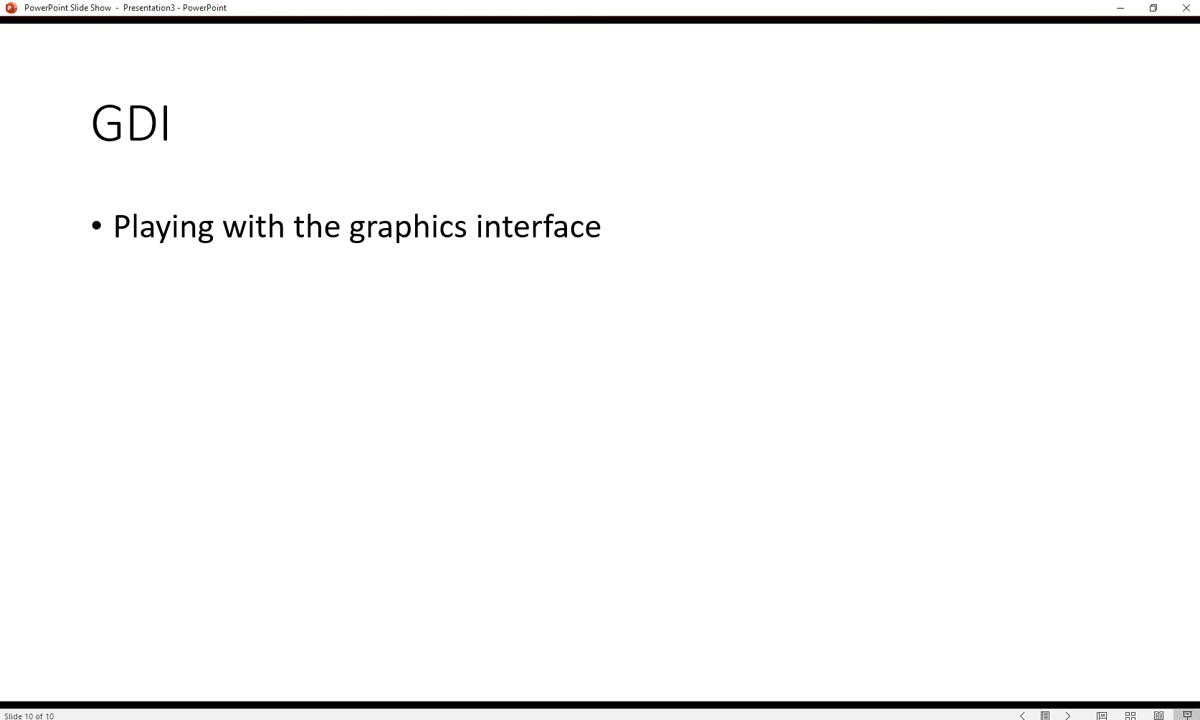 PowerPoint Slide Show - Presentation3 - PowerPoint
GDI
• Playing with the graphics interface
Slide 10 of 10